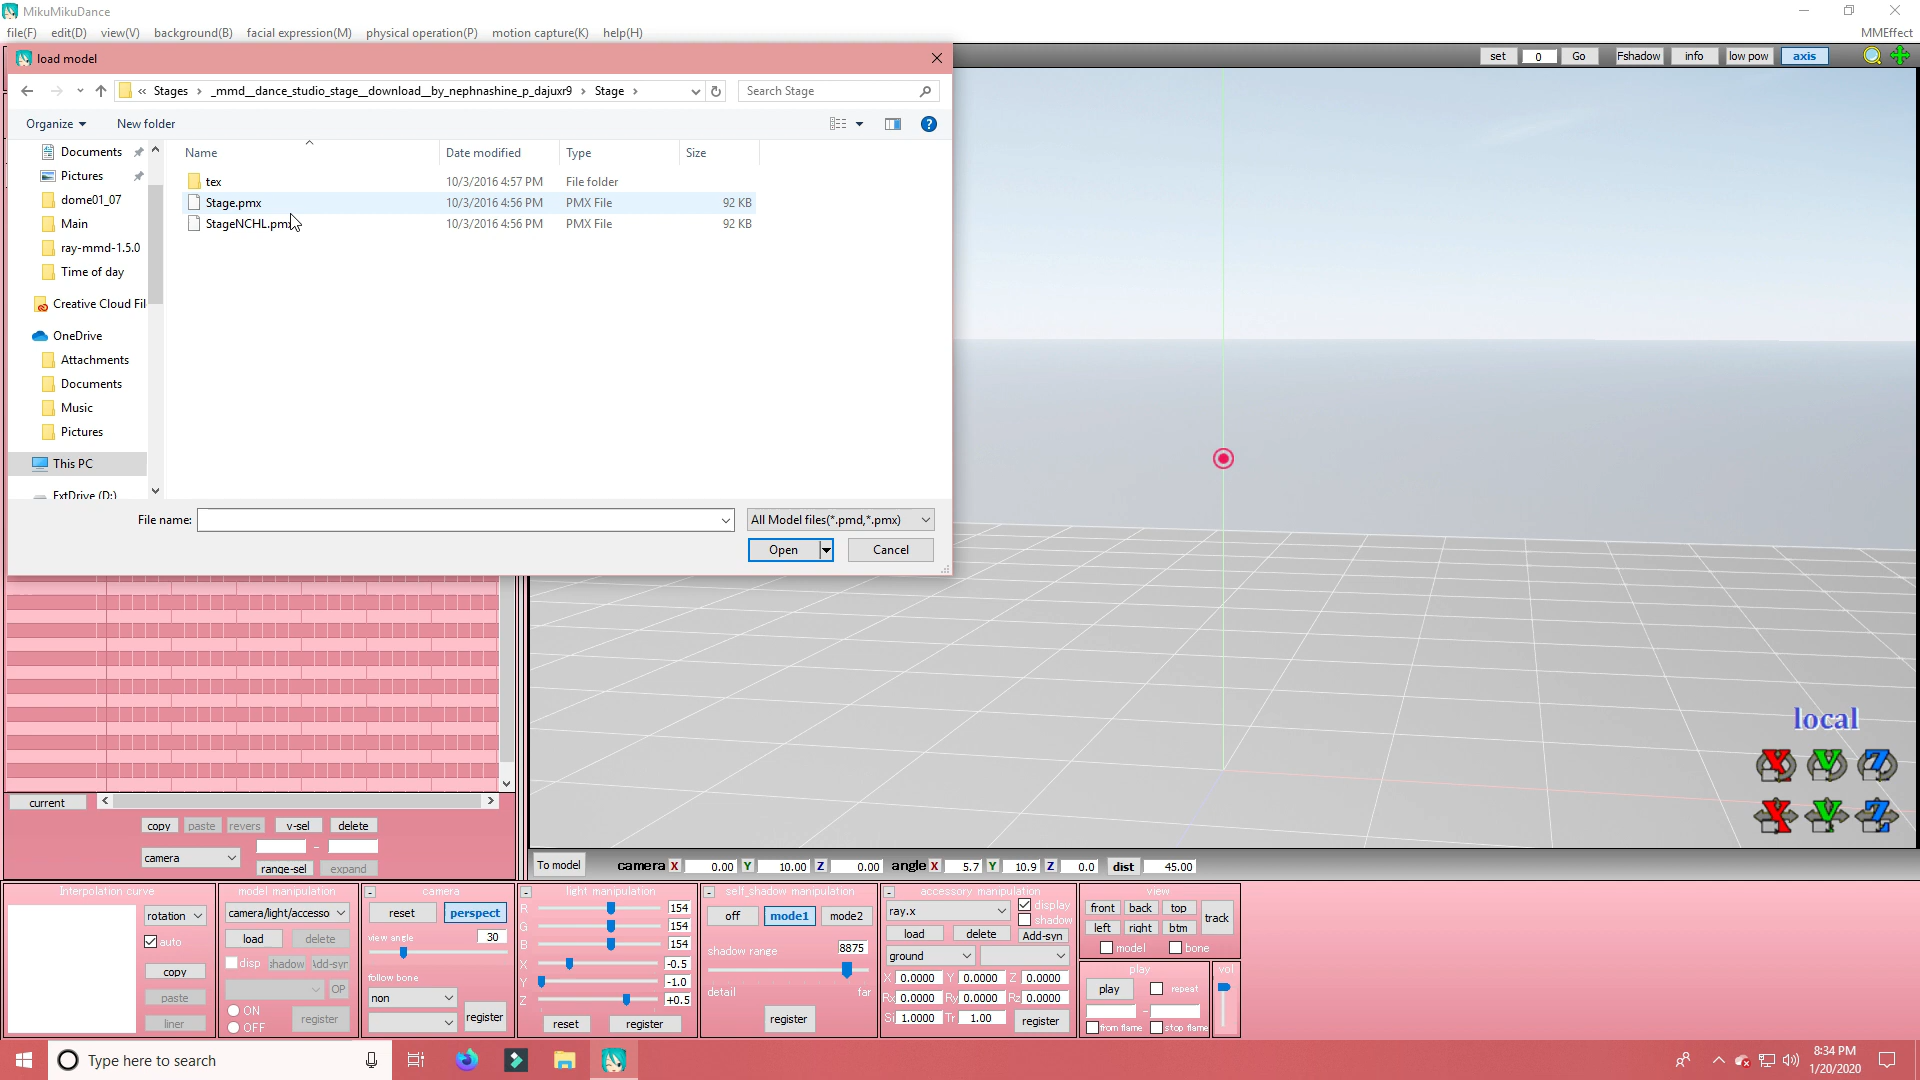 MikuMikuDance
file(F) edit(D) view(V) background(B) facial expression(M) physical operation(P) motion capture(K) help(H) MMEffect
load model
set 0 Go Fshadow info low pow axis
« Stages › _mmd__dance_studio_stage__download__by_nephnashine_p_dajuxr9 › Stage › Search Stage
Organize New folder
Name Date modified Type Size
Documents
Pictures
dome01_07
Main
ray-mmd-1.5.0
Time of day
Creative Cloud Fil
OneDrive
Attachments
Documents
Music
Pictures
This PC
ExtDrive (D:)
tex 10/3/2016 4:57 PM File folder
Stage.pmx 10/3/2016 4:56 PM PMX File 92 KB
StageNCHL.pmx 10/3/2016 4:56 PM PMX File 92 KB
File name: All Model files(*.pmd,*.pmx)
Open Cancel
local
X Y Z
X Y Z
current
copy paste revers v-sel delete
camera -
range-sel expand
To model camera X 0.00 Y 10.00 Z 0.00 angle X 5.7 Y 10.9 Z 0.0 dist 45.00
Interpolation curve
rotation
auto
copy
paste
liner
model manipulation
camera/light/accesso
load delete
disp shadow Add-syn
OP
ON
OFF
register
- camera
reset perspect
view angle 30
follow bone
non
register
- light manipulation
R 154
G 154
B 154
X -0.5
Y -1.0
Z +0.5
reset register
- self_shadow manipulation
off mode1 mode2
shadow range 8875
detail far
register
- accessory manipulation
ray.x display
shadow
load delete Add-syn
ground
X 0.0000 Y 0.0000 Z 0.0000
Rx 0.0000 Ry 0.0000 Rz 0.0000
Si 1.0000 Tr 1.00 register
view
front back top
left right btm
track
model bone
play
play repeat
-
from flame stop flame
vol
Type here to search
8:34 PM
1/20/2020